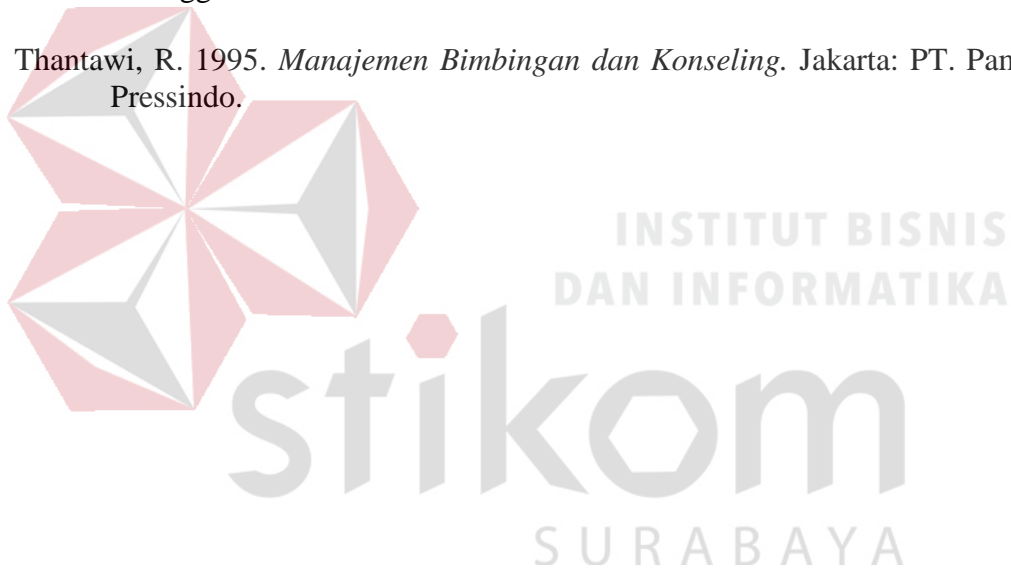 Thantawi, R. 1995. Manajemen Bimbingan dan Konseling. Jakarta: PT. Pam
Pressindo.
INSTITUT BISNIS
DAN INFORMATIKA
stikom
SURABAYA